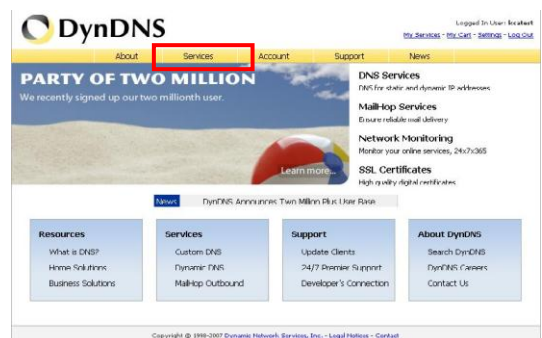 DynDNS
Logged In User: localtest
My Services - My Cart - Settings - Log Out
About Services Account Support News
PARTY OF TWO MILLION
We recently signed up our two millionth user.
Learn more...
DNS Services
DNS for static and dynamic IP addresses
MailHop Services
Ensure reliable mail delivery
Network Monitoring
Monitor your online services, 24x7x365
SSL Certificates
High quality digital certificates
News DynDNS Announces Two Million Plus User Base
Resources
What is DNS?
Home Solutions
Business Solutions
Services
Custom DNS
Dynamic DNS
MailHop Outbound
Support
Update Clients
24/7 Premier Support
Developer's Connection
About DynDNS
Search DynDNS
DynDNS Careers
Contact Us
Copyright @ 1998-2007 Dynamic Network Services, Inc. - Legal Notices - Contact